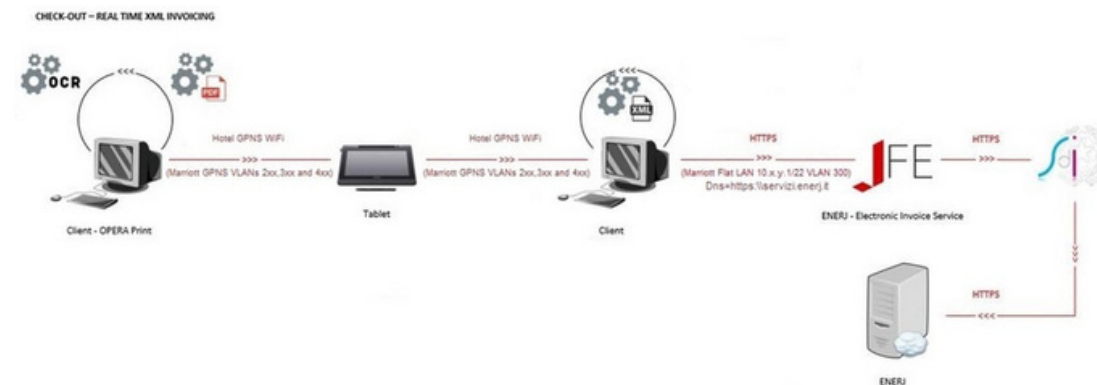 CHECK-OUT – REAL TIME XML INVOICING
OCR
PDF
XML
Hotel GPNS WiFi
>>>
(Marriott GPNS VLANs 2xx,3xx and 4xx)
Hotel GPNS WiFi
>>>
(Marriott GPNS VLANs 2xx,3xx and 4xx)
HTTPS
>>>
(Marriott Flat LAN 10.x.y.1/22 VLAN 300)
Dns=https:\\servizi.enerj.it
JFE
HTTPS
>>>
Client - OPERA Print
Tablet
Client
ENERJ - Electronic Invoice Service
HTTPS
<<<
ENERJ